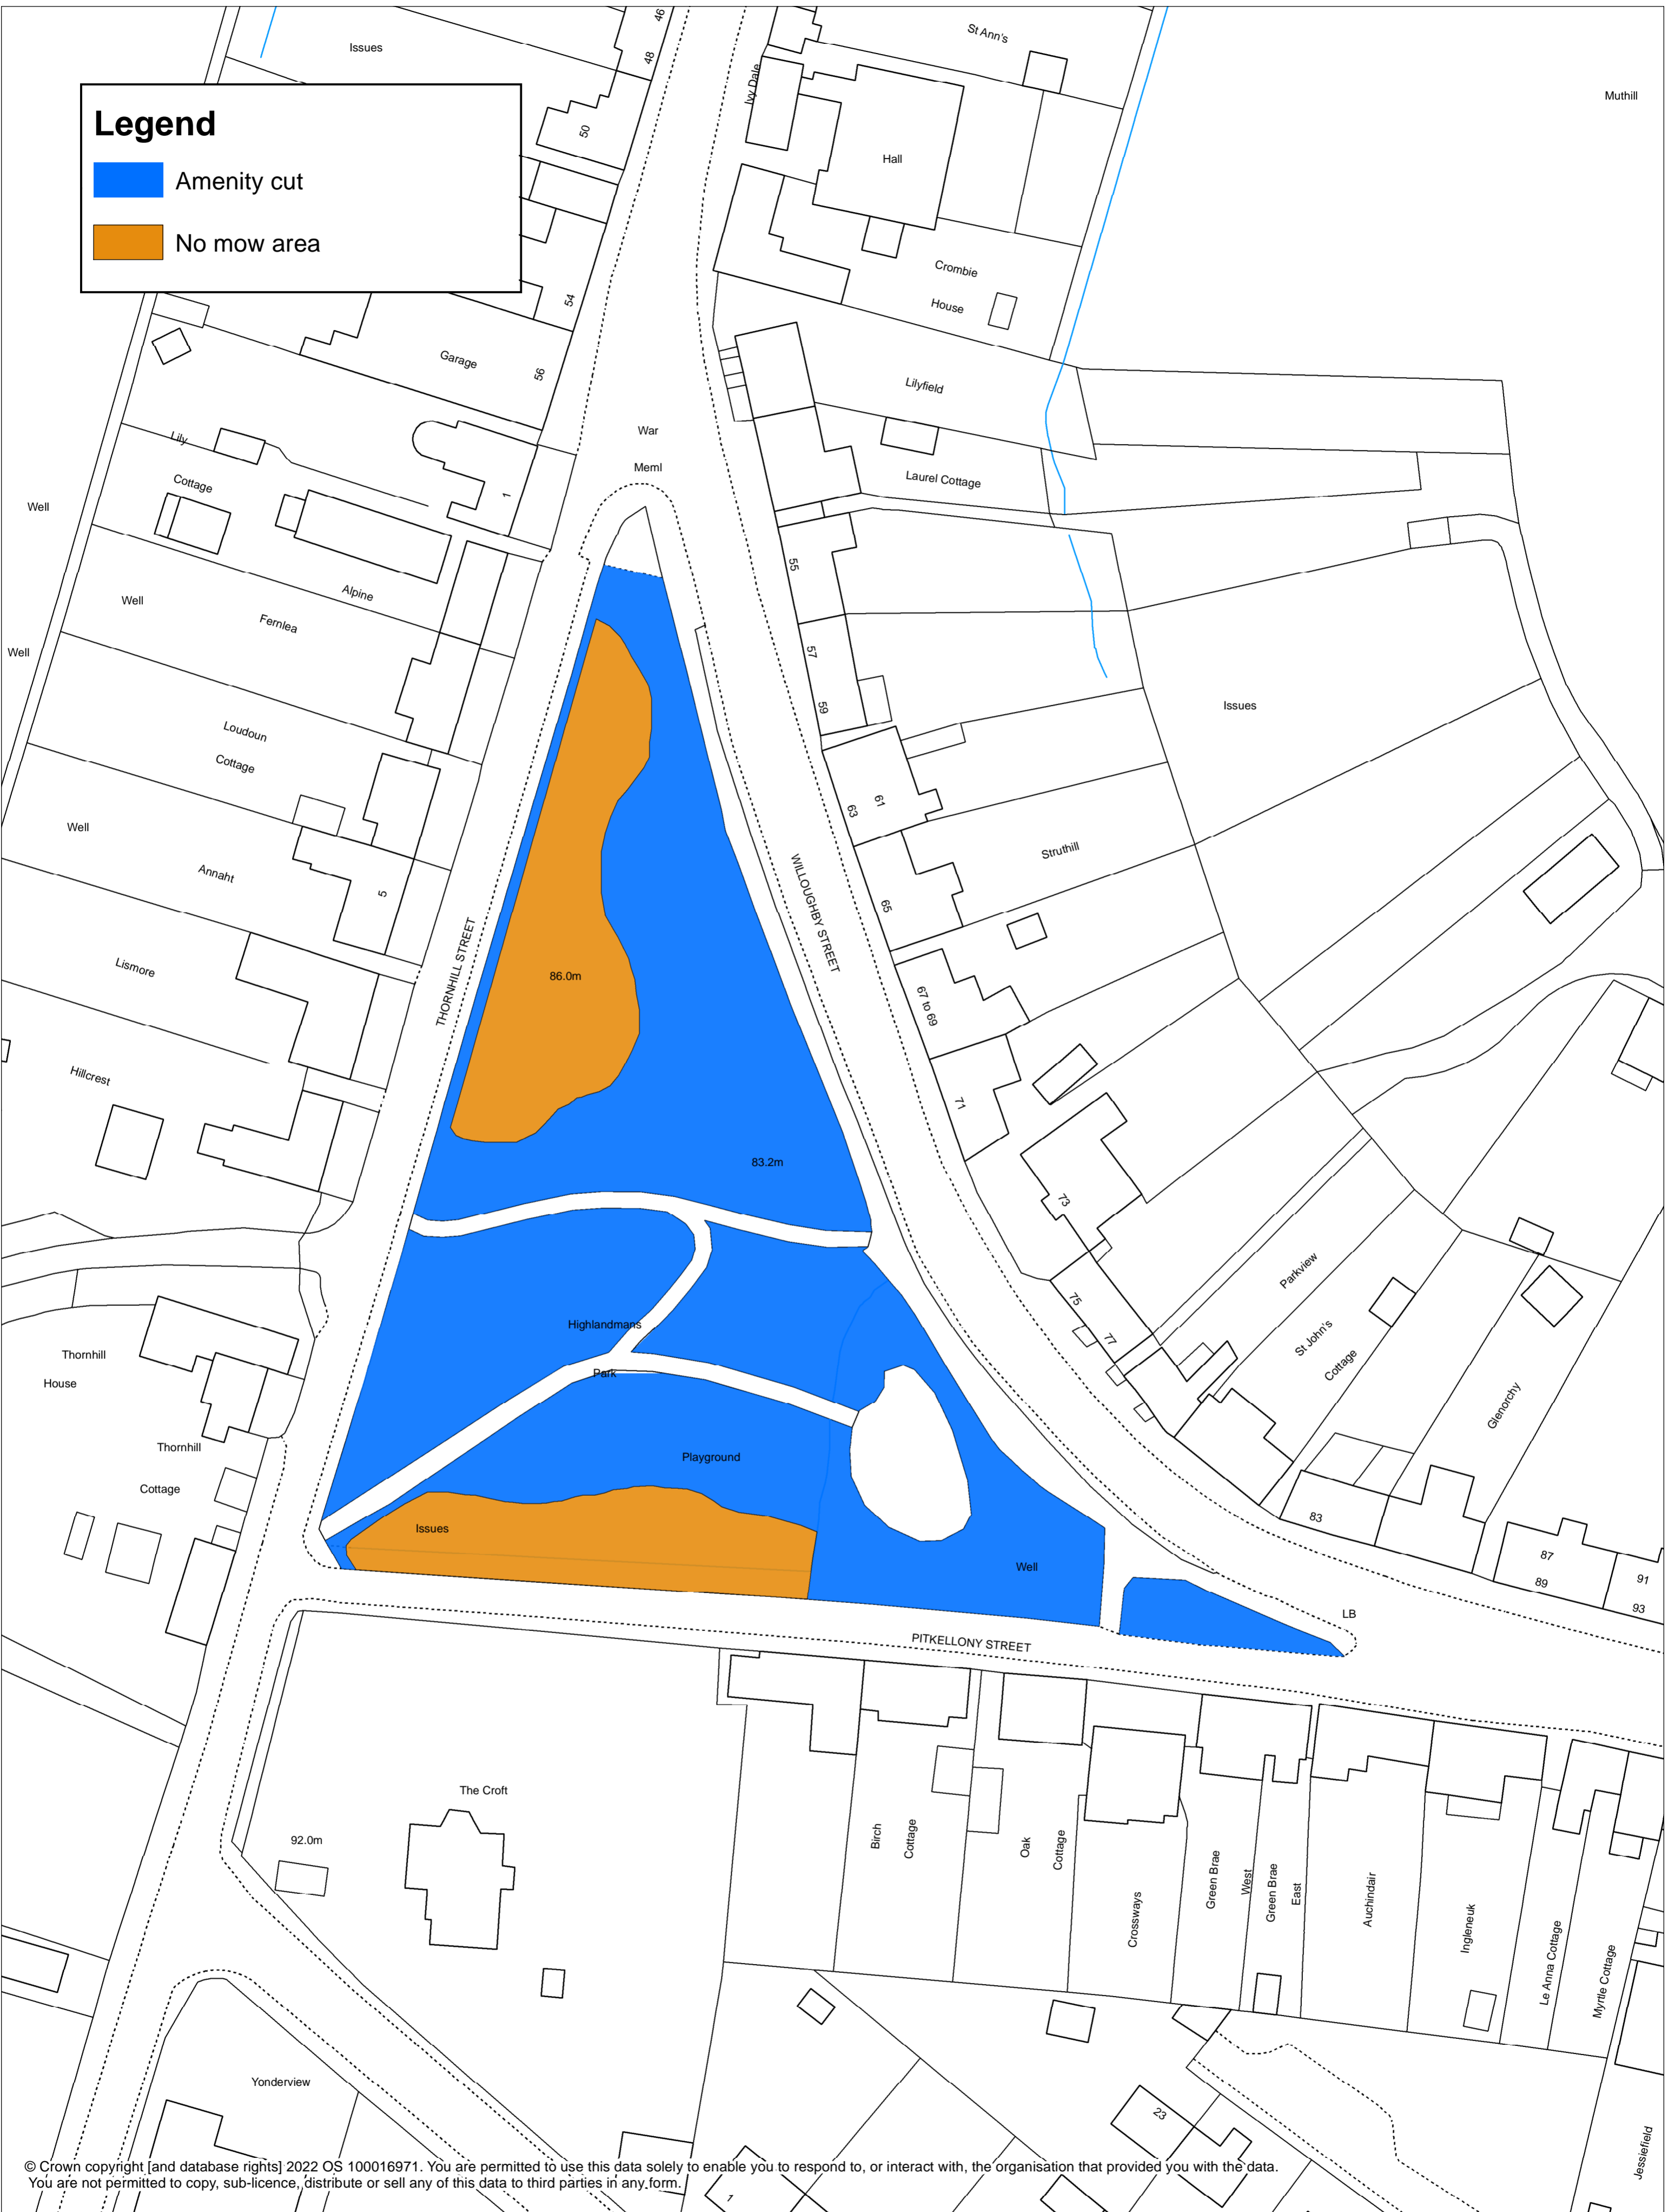 46
48
Issues
St Ann's
Ivy Dale
Muthill
Legend
Amenity cut
No mow area
50
Hall
Crombie
House
54
Garage
56
Lilyfield
War
Meml
Lily
Cottage
1
Laurel Cottage
Well
55
Alpine
Well
Fernlea
Well
57
59
Issues
Loudoun
Cottage
61
63
Well
Struthill
Annaht
5
65
WILLOUGHBY STREET
THORNHILL STREET
Lismore
86.0m
67 to 69
Hillcrest
71
83.2m
73
Parkview
75
77
Highlandmans
Park
St John's
Cottage
Thornhill
House
Glenorchy
Thornhill
Cottage
Playground
Issues
83
Well
87
89
91
93
LB
PITKELLONY STREET
The Croft
92.0m
Birch
Cottage
Oak
Cottage
Crossways
Green Brae
West
Green Brae
East
Auchindair
Ingleneuk
Le Anna Cottage
Myrtle Cottage
Yonderview
23
Jessiefield
1
© Crown copyright [and database rights] 2022 OS 100016971. You are permitted to use this data solely to enable you to respond to, or interact with, the organisation that provided you with the data.
You are not permitted to copy, sub-licence, distribute or sell any of this data to third parties in any form.